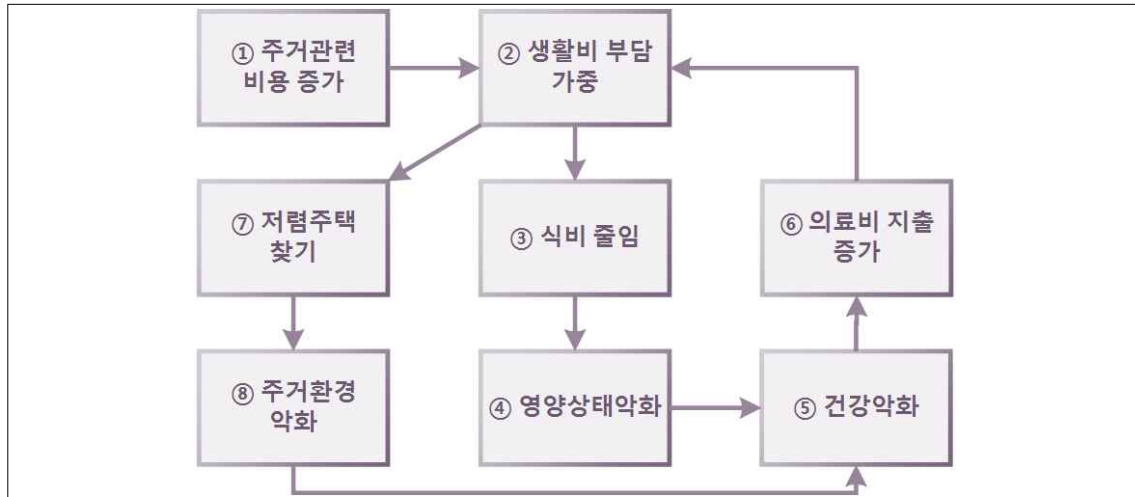 ① 주거관련
비용 증가
② 생활비 부담
가중
⑦ 저렴주택
찾기
③ 식비 줄임
⑥ 의료비 지출
증가
⑧ 주거환경
악화
④ 영양상태악화
⑤ 건강악화